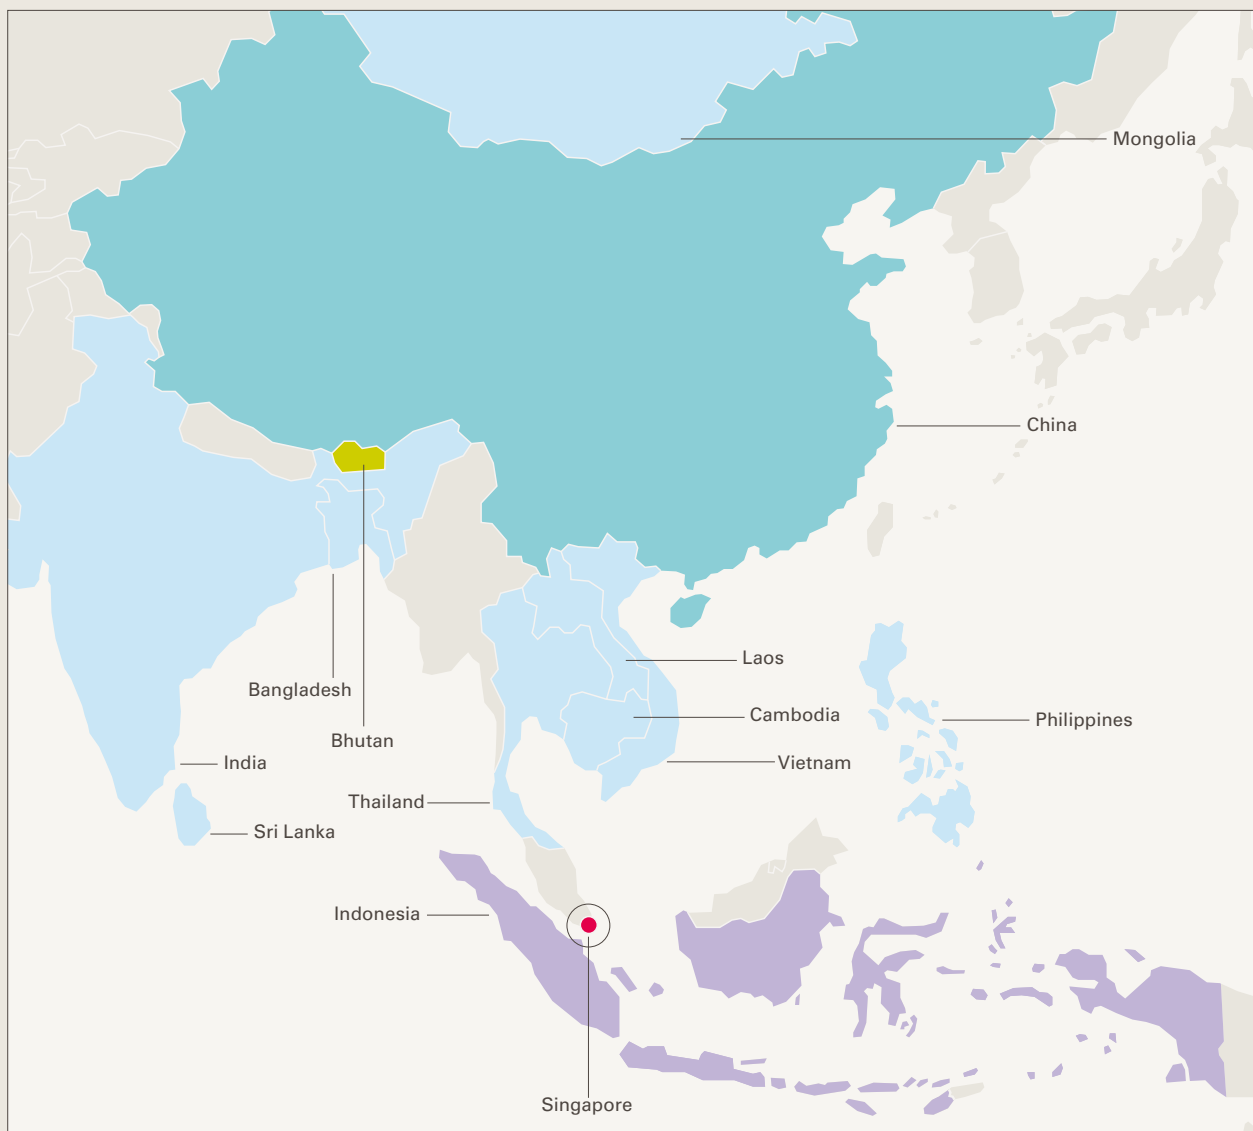 Mongolia
China
Laos
Bangladesh
Cambodia
Philippines
Bhutan
India
Vietnam
Thailand
Sri Lanka
Indonesia
Singapore